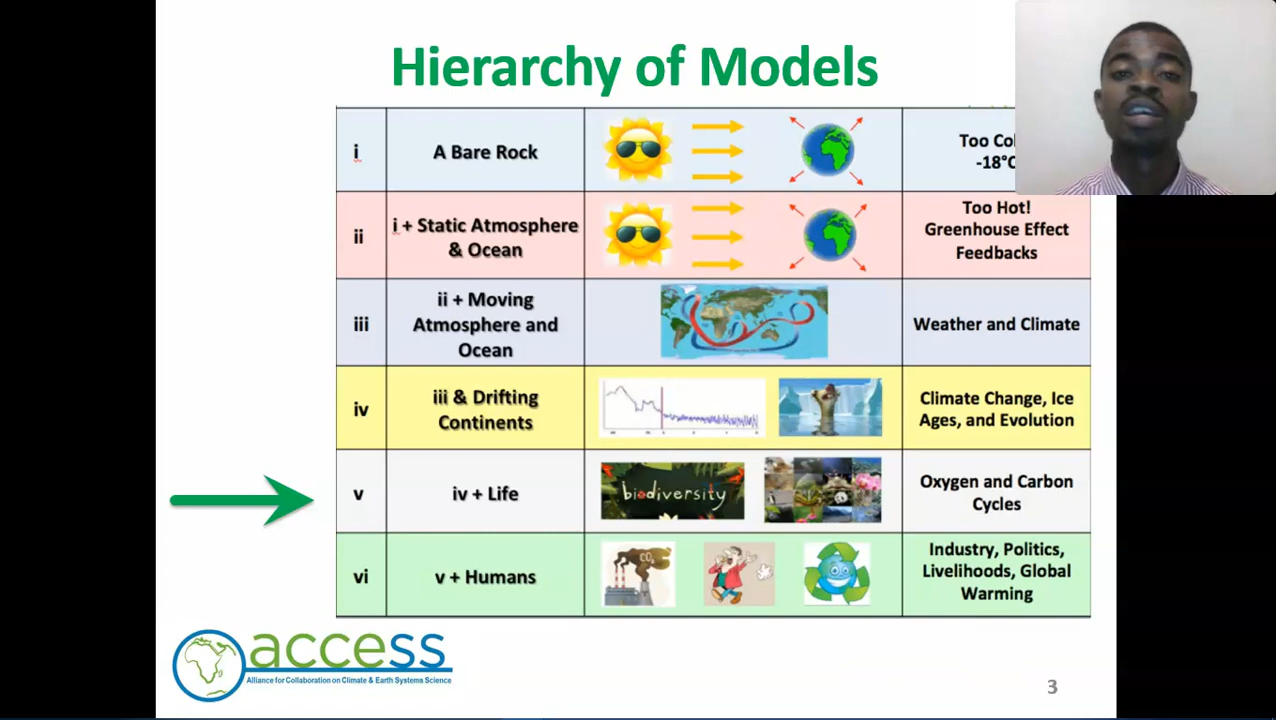 Hierarchy of Models
i
A Bare Rock
-18°C
ii
i + Static Atmosphere
& Ocean
Too Hot!
Greenhouse Effect
Feedbacks
iii
ii + Moving
Atmosphere and
Ocean
Weather and Climate
iv
iii & Drifting
Continents
Climate Change, Ice
Ages, and Evolution
v
iv + Life
biodiversity
Oxygen and Carbon
Cycles
vi
v + Humans
CO2
Industry, Politics,
Livelihoods, Global
Warming
access
Alliance for Collaboration on Climate & Earth Systems Science
3